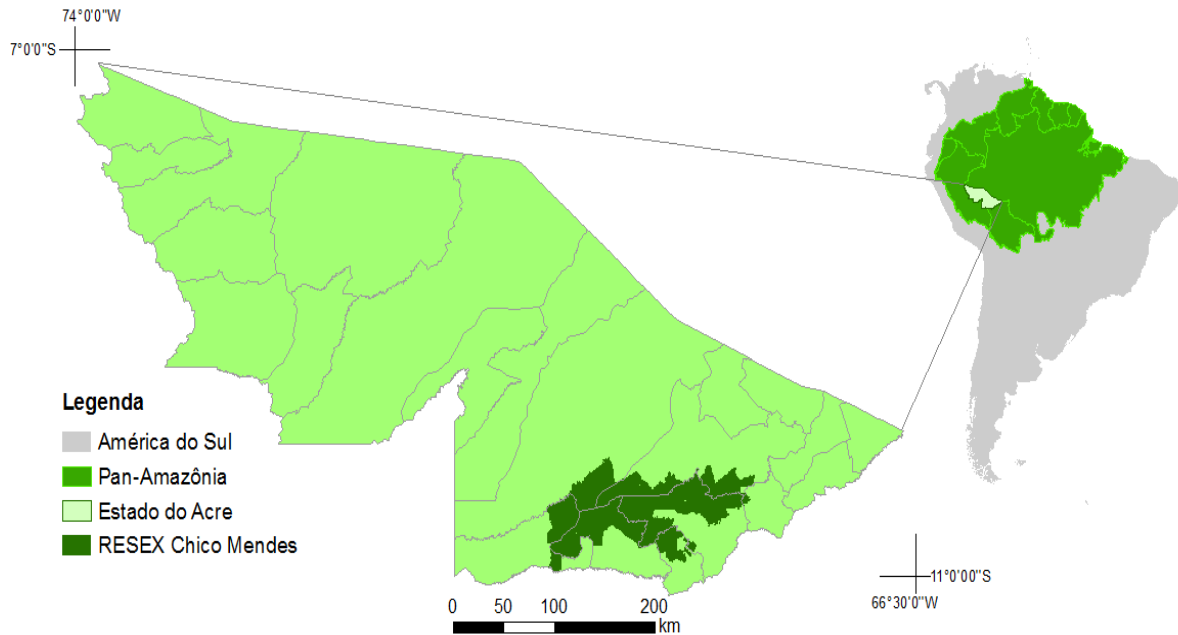 74°0'0"W
7°0'0"S
Legenda
América do Sul
Pan-Amazônia
Estado do Acre
RESEX Chico Mendes
11°0'00"S
66°30'0"W
0 50 100 200
km